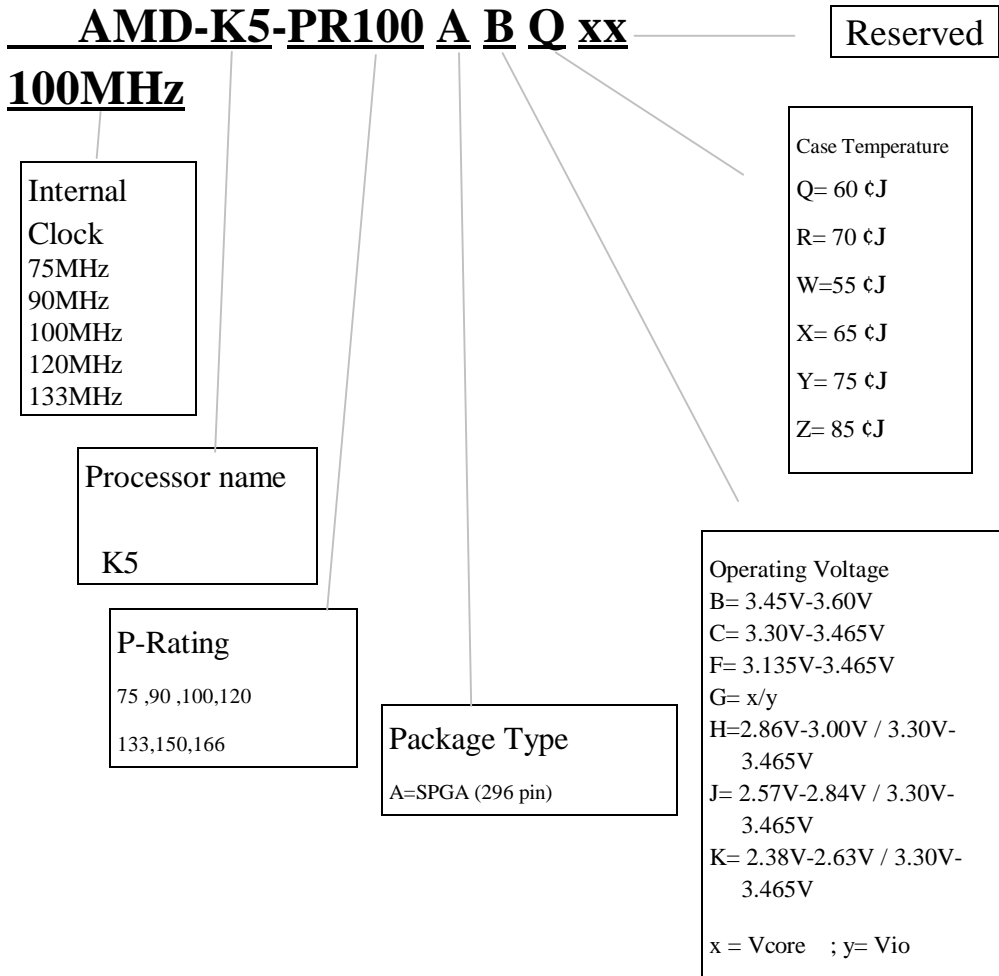 AMD-K5-PR100 A B Q xx
Reserved
100MHz
Internal
Clock
75MHz
90MHz
100MHz
120MHz
133MHz
Case Temperature
Q= 60 ¢J
R= 70 ¢J
W=55 ¢J
X= 65 ¢J
Y= 75 ¢J
Z= 85 ¢J
Processor name
K5
P-Rating
75 ,90 ,100,120
133,150,166
Package Type
A=SPGA (296 pin)
Operating Voltage
B= 3.45V-3.60V
C= 3.30V-3.465V
F= 3.135V-3.465V
G= x/y
H=2.86V-3.00V / 3.30V-
3.465V
J= 2.57V-2.84V / 3.30V-
3.465V
K= 2.38V-2.63V / 3.30V-
3.465V
x = Vcore ; y= Vio